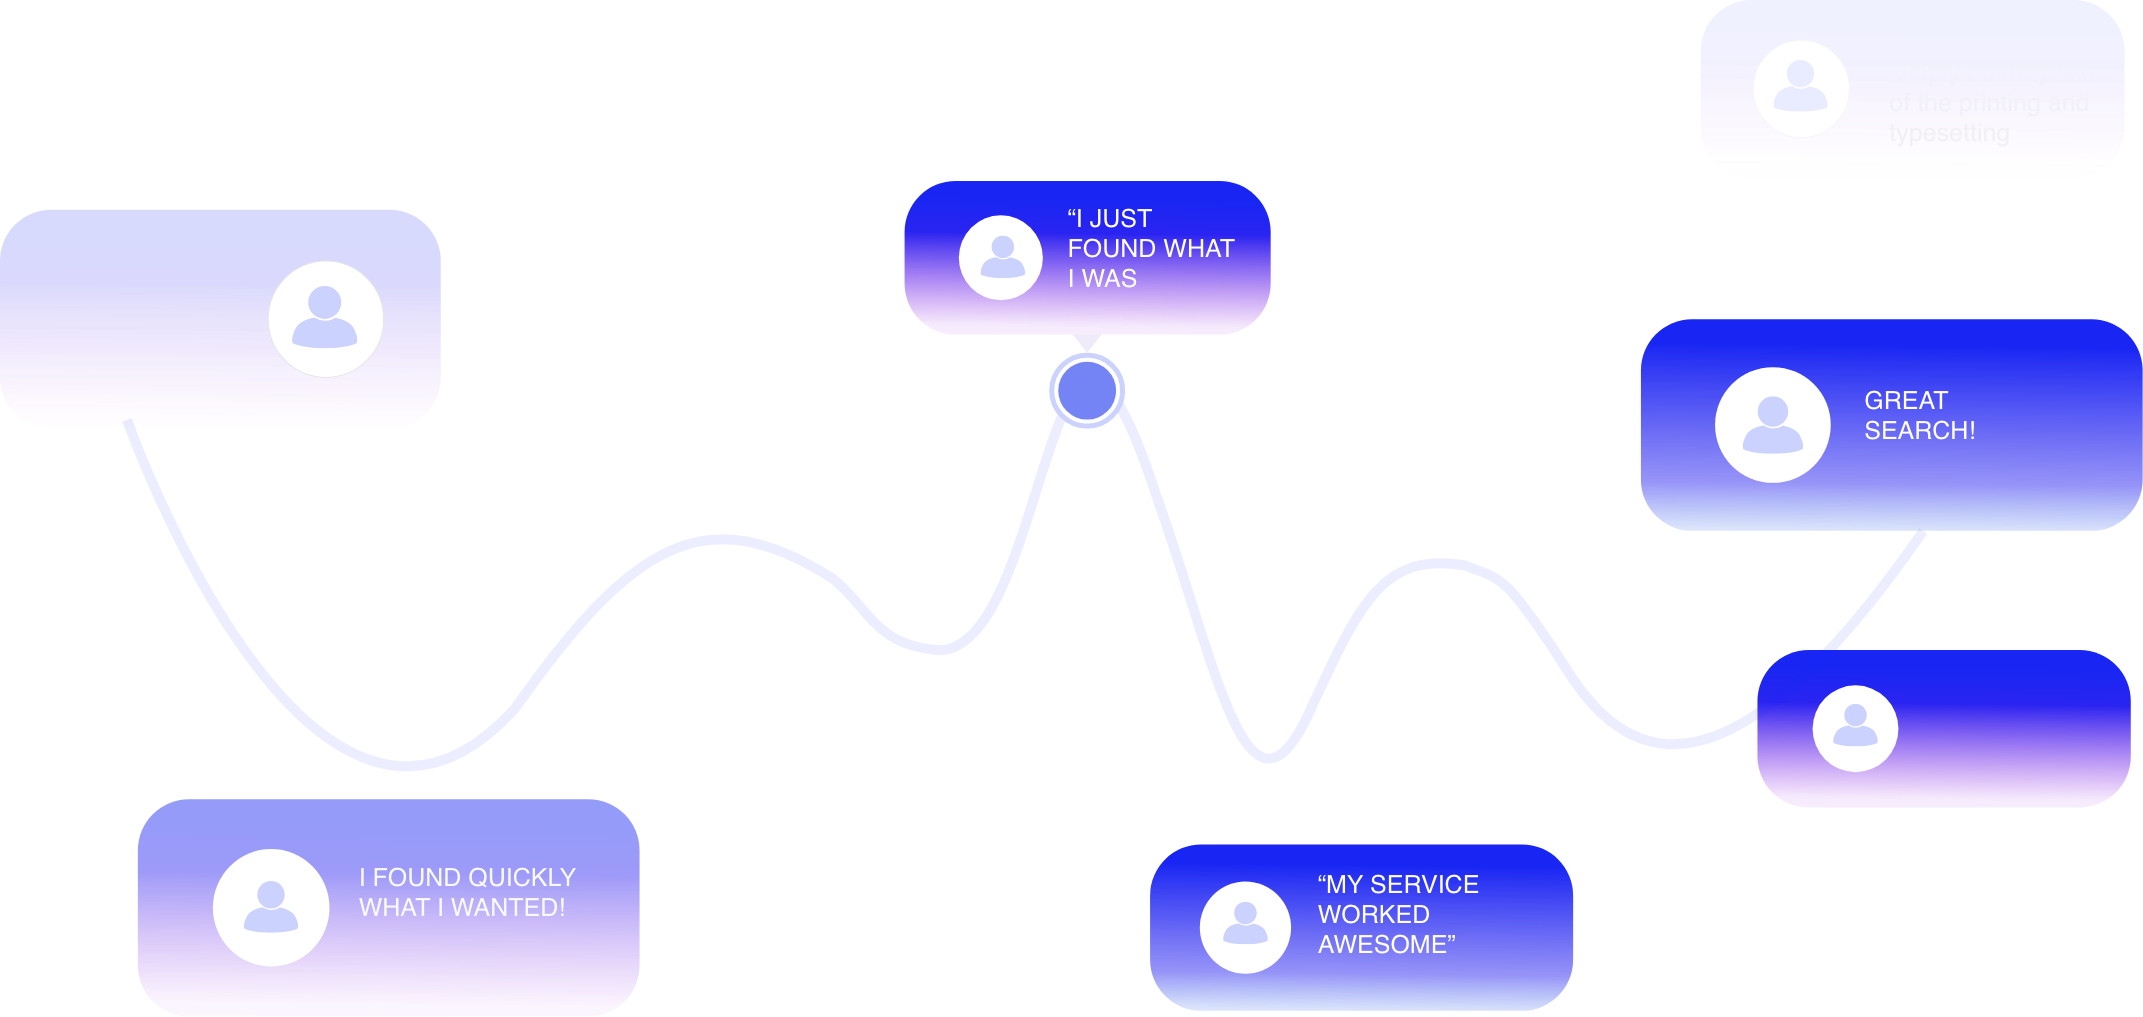 of the printing and
typesetting
“I JUST
FOUND WHAT
I WAS
GREAT
SEARCH!
I FOUND QUICKLY
WHAT I WANTED!
“MY SERVICE
WORKED
AWESOME”